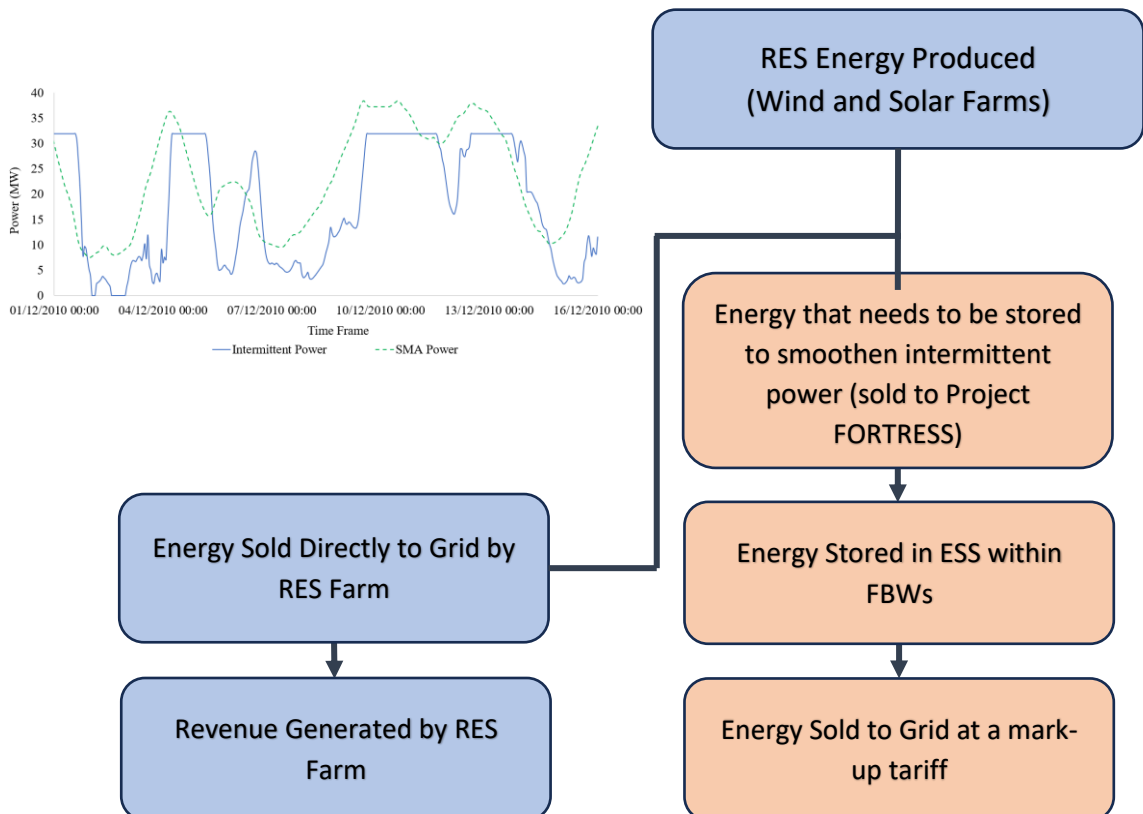 RES Energy Produced
(Wind and Solar Farms)
40
35
30
25
20
15
10
5
0
Power (MW)
01/12/2010 00:00 04/12/2010 00:00 07/12/2010 00:00 10/12/2010 00:00 13/12/2010 00:00 16/12/2010 00:00
Time Frame
Intermittent Power SMA Power
Energy that needs to be stored
to smoothen intermittent
power (sold to Project
FORTRESS)
Energy Sold Directly to Grid by
RES Farm
Energy Stored in ESS within
FBWs
Revenue Generated by RES
Farm
Energy Sold to Grid at a mark-
up tariff